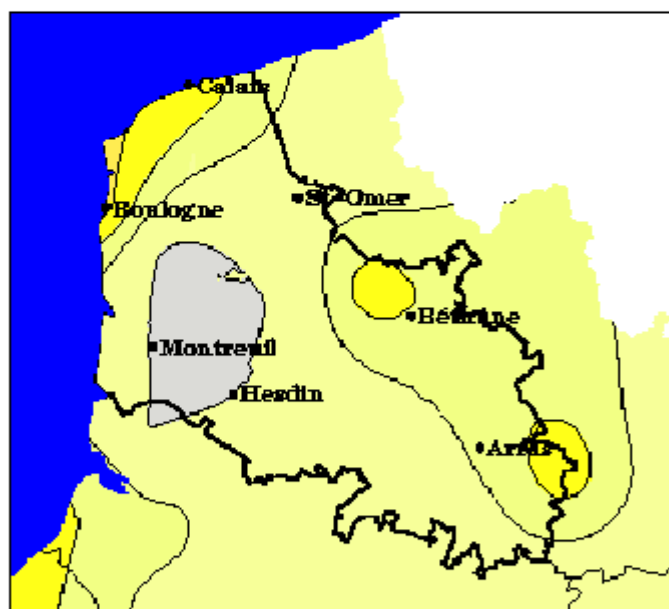 Calais
St Omer
Boulogne
Béthune
Montreuil
Hesdin
Arras